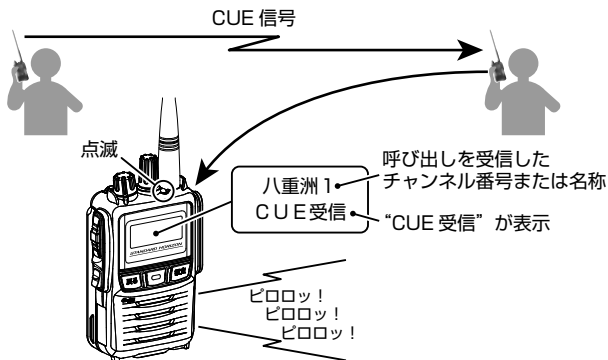 CUE 信号
点滅
八重洲1
CUE受信
呼び出しを受信した
チャンネル番号または名称
“CUE 受信” が表示
STANDARD HORIZON
ピロロッ！
ピロロッ！
ピロロッ！